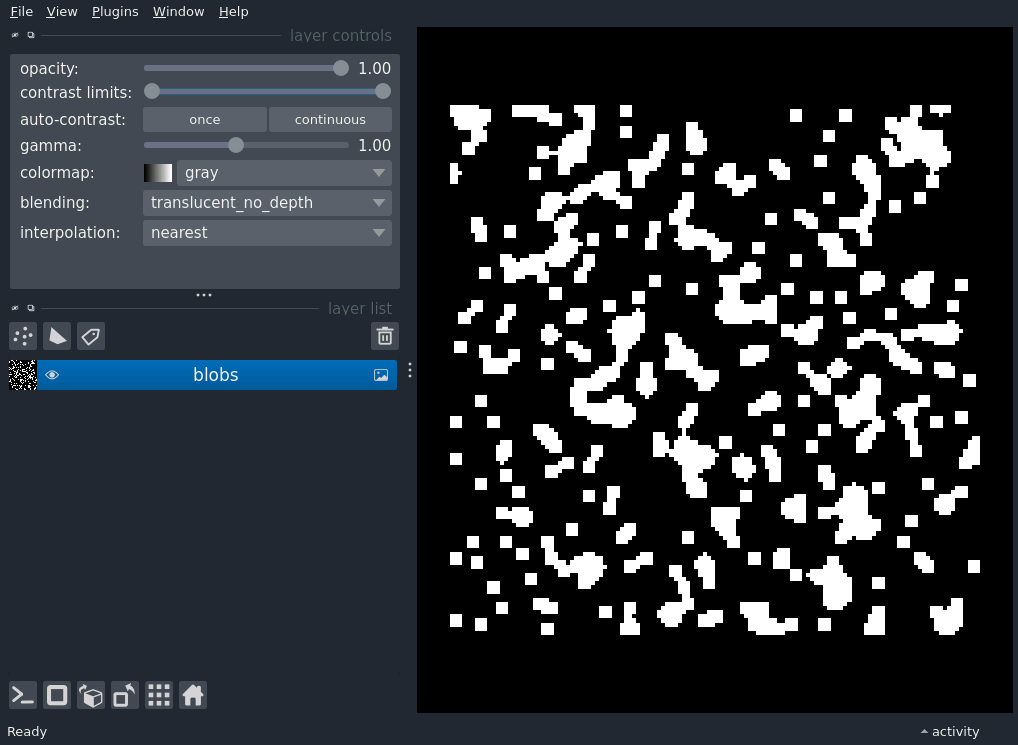 File View Plugins Window Help
layer controls
opacity: 1.00
contrast limits:
auto-contrast: once continuous
gamma: 1.00
colormap: gray
blending: translucent_no_depth
interpolation: nearest
layer list
blobs
Ready activity